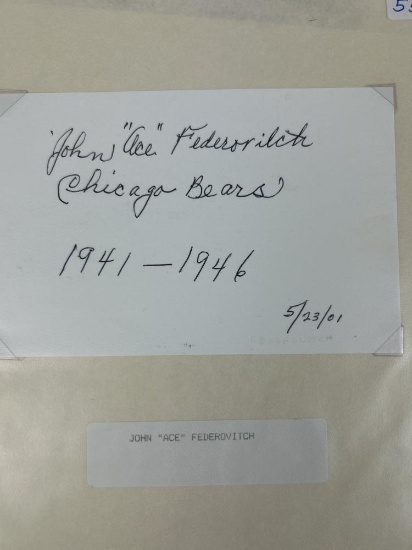 John "Ace" Federovitch
Chicago Bears
1941 — 1946
5/23/01
JOHN "ACE" FEDEROVITCH